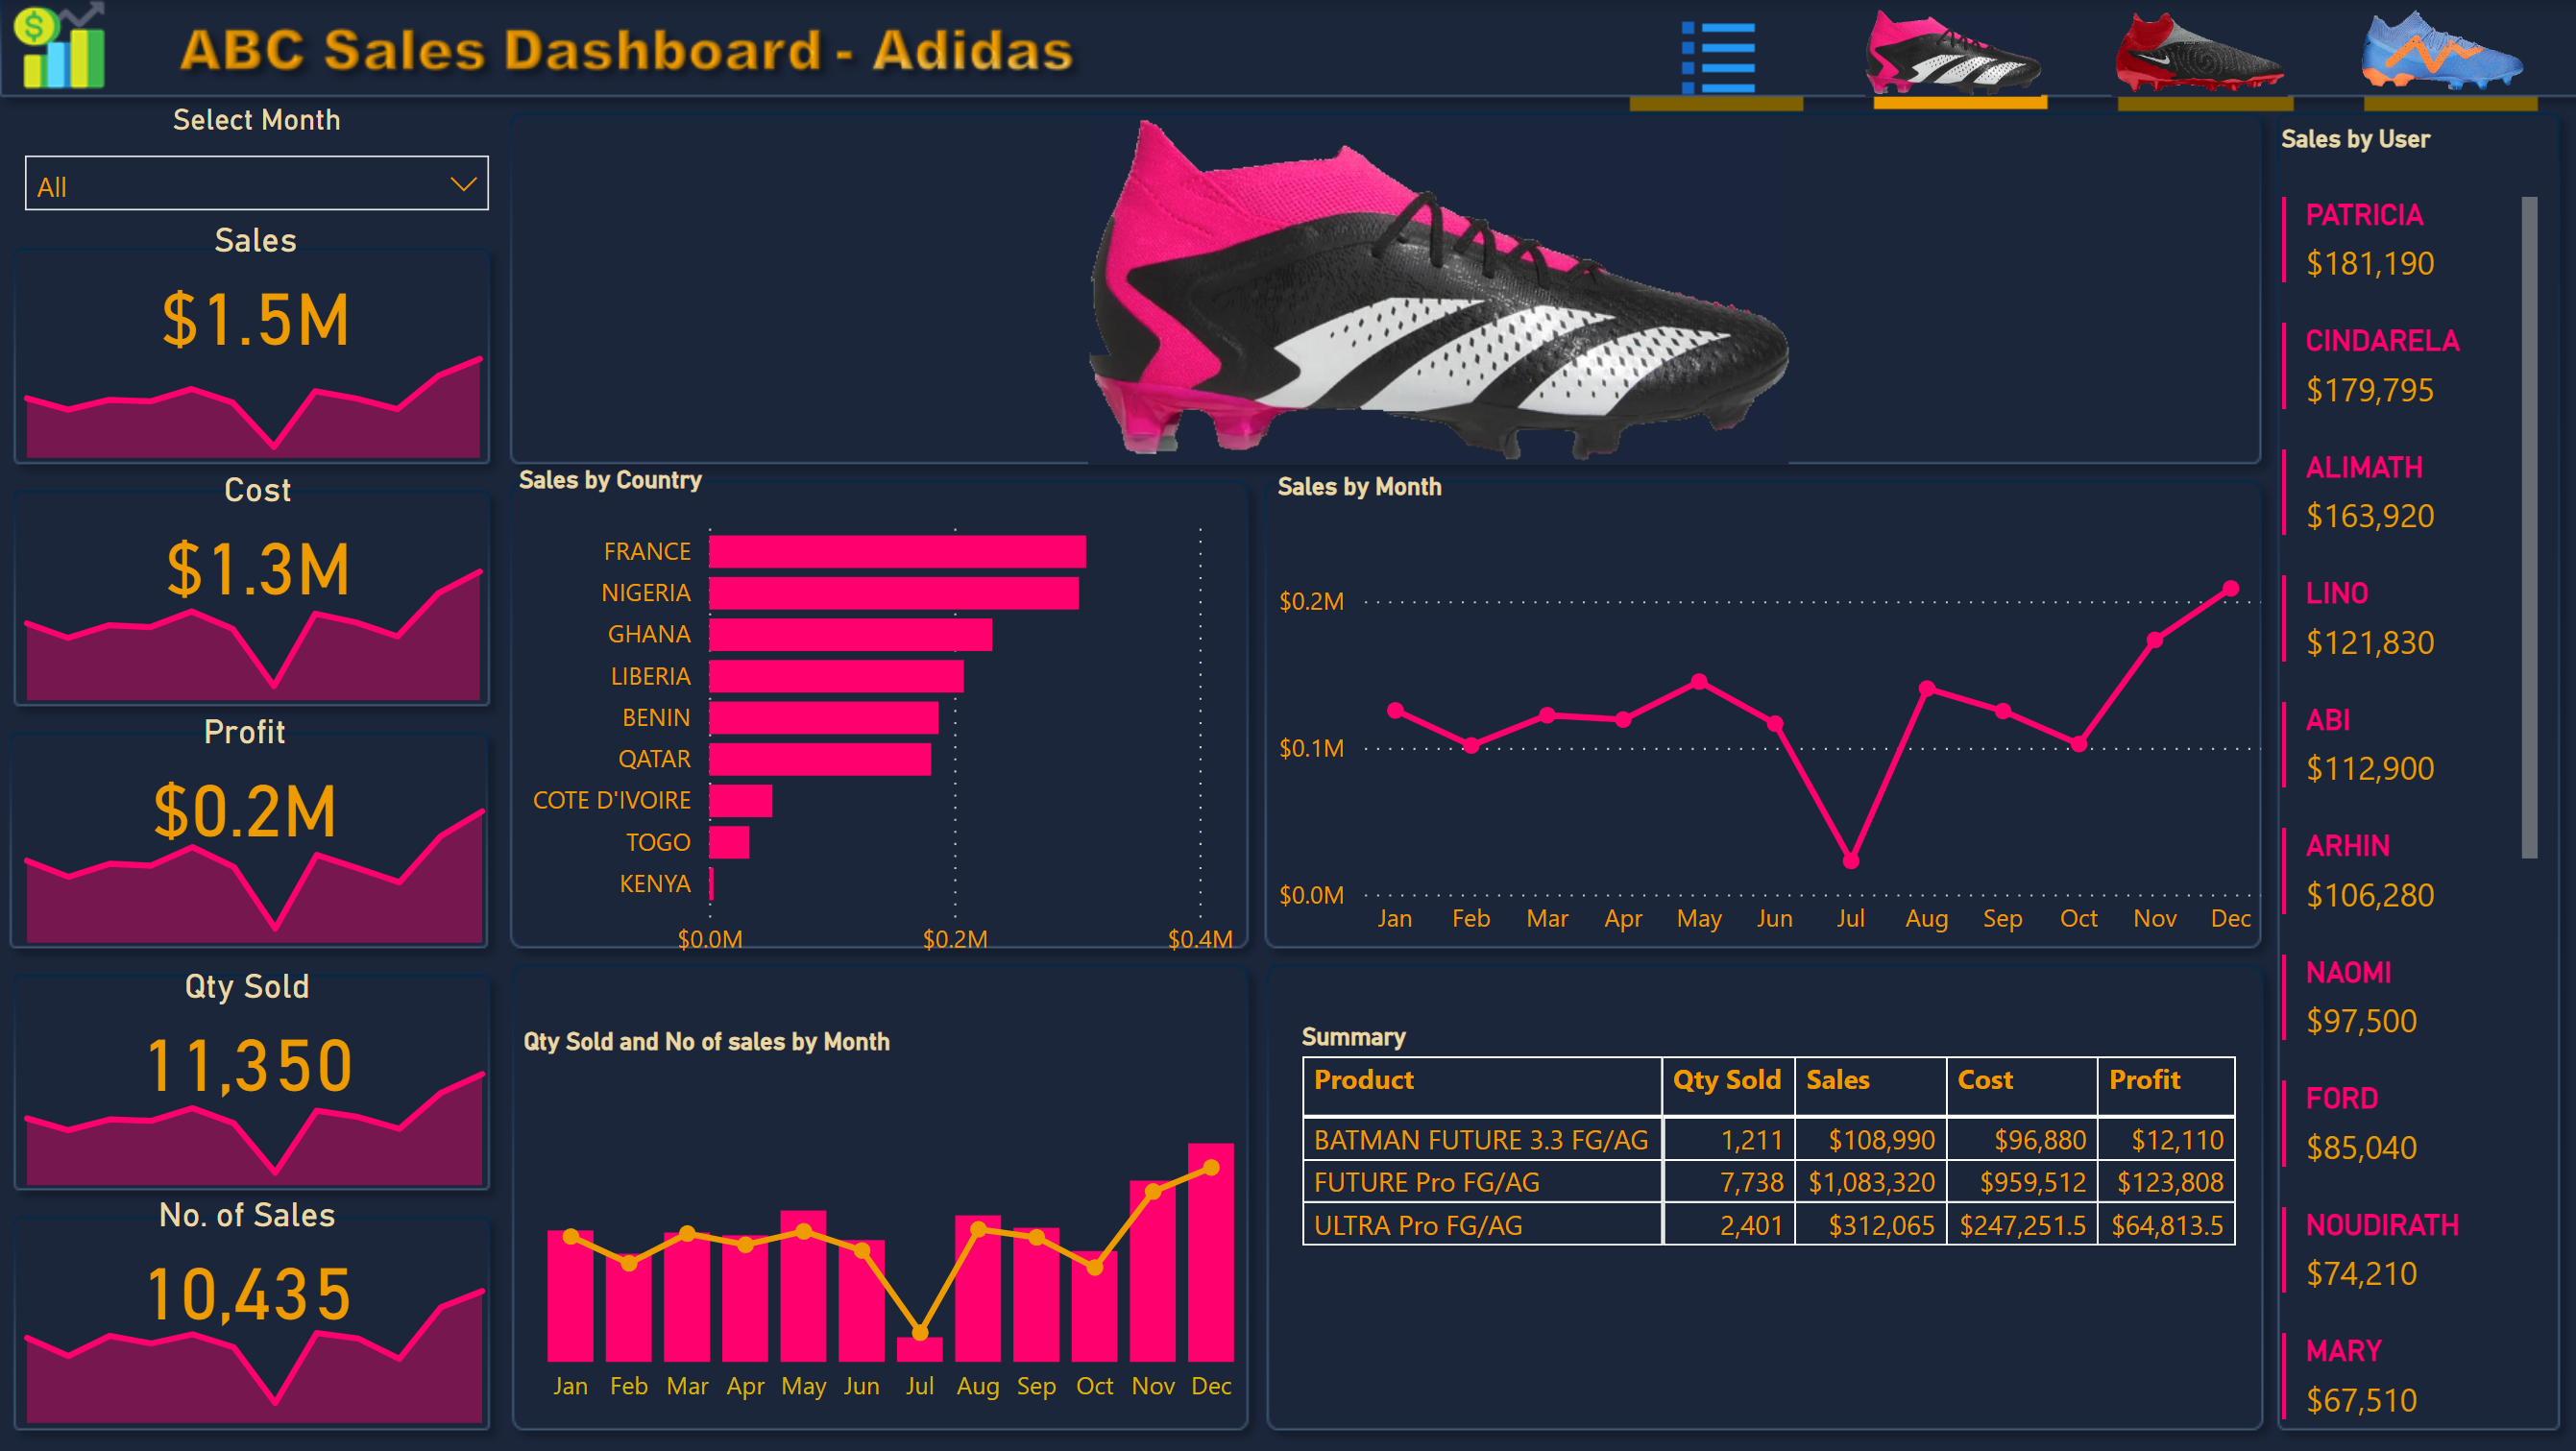 ABC Sales Dashboard - Adidas
Select Month
All
Sales
$1.5M
Cost
$1.3M
Profit
$0.2M
Qty Sold
11,350
No. of Sales
10,435
Sales by Country
FRANCE
NIGERIA
GHANA
LIBERIA
BENIN
QATAR
COTE D'IVOIRE
TOGO
KENYA
$0.0M $0.2M $0.4M
Sales by Month
$0.2M
$0.1M
$0.0M
Jan Feb Mar Apr May Jun Jul Aug Sep Oct Nov Dec
Qty Sold and No of sales by Month
Jan Feb Mar Apr May Jun Jul Aug Sep Oct Nov Dec
Summary
Product Qty Sold Sales Cost Profit
BATMAN FUTURE 3.3 FG/AG 1,211 $108,990 $96,880 $12,110
FUTURE Pro FG/AG 7,738 $1,083,320 $959,512 $123,808
ULTRA Pro FG/AG 2,401 $312,065 $247,251.5 $64,813.5
Sales by User
PATRICIA
$181,190
CINDARELA
$179,795
ALIMATH
$163,920
LINO
$121,830
ABI
$112,900
ARHIN
$106,280
NAOMI
$97,500
FORD
$85,040
NOUDIRATH
$74,210
MARY
$67,510